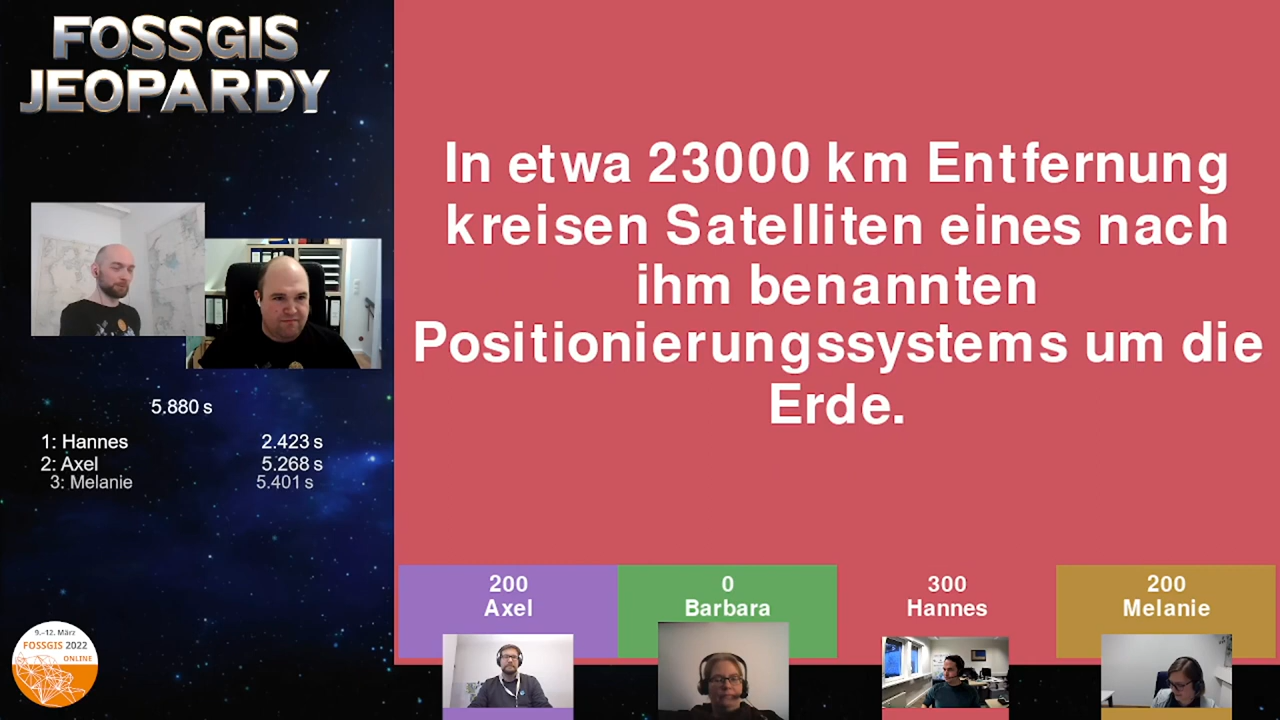 FOSSGIS
JEOPARDY
In etwa 23000 km Entfernung
kreisen Satelliten eines nach
ihm benannten
Positionierungssystems um die
Erde.
5.880 s
1: Hannes 2.423 s
2: Axel 5.268 s
3: Melanie 5.401 s
200
Axel
0
Barbara
300
Hannes
200
Melanie
9.–12. März
FOSSGIS 2022
ONLINE